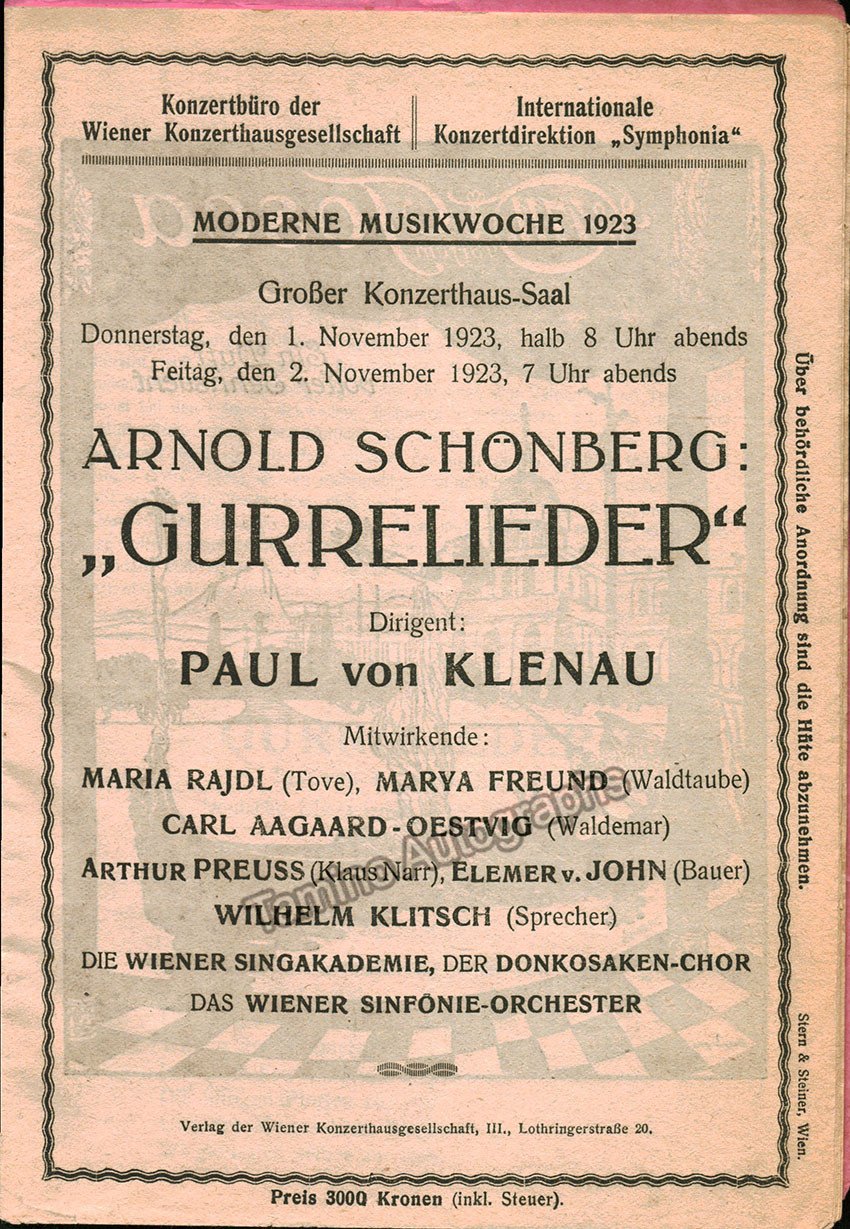 Konzertbüro der
Wiener Konzerthausgesellschaft
Internationale
Konzertdirektion „Symphonia“
MODERNE MUSIKWOCHE 1923
Großer Konzerthaus-Saal
Donnerstag, den 1. November 1923, halb 8 Uhr abends
Feitag, den 2. November 1923, 7 Uhr abends
ARNOLD SCHÖNBERG:
„GURRELIEDER“
Dirigent:
PAUL von KLENAU
Mitwirkende:
MARIA RAJDL (Tove), MARYA FREUND (Waldtaube)
CARL AAGAARD-OESTVIG (Waldemar)
ARTHUR PREUSS (Klaus Narr), ELEMER v. JOHN (Bauer)
WILHELM KLITSCH (Sprecher)
DIE WIENER SINGAKADEMIE, DER DONKOSAKEN-CHOR
DAS WIENER SINFÖNIE-ORCHESTER
Verlag der Wiener Konzerthausgesellschaft, III., Lothringerstraße 20.
Preis 3000 Kronen (inkl. Steuer).
Über behördliche Anordnung sind die Hüte abzunehmen.
Stern & Steiner, Wien.
Tamino Autographs